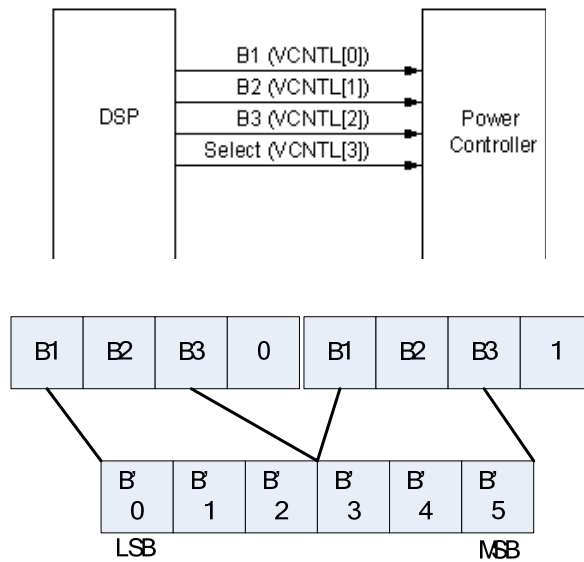 B1 (VCNTL[0])
B2 (VCNTL[1])
DSP
B3 (VCNTL[2])
Power
Controller
Select (VCNTL[3])
B1 B2 B3 0 B1 B2 B3 1
B' B' B' B' B' B'
0 1 2 3 4 5
LSB MSB